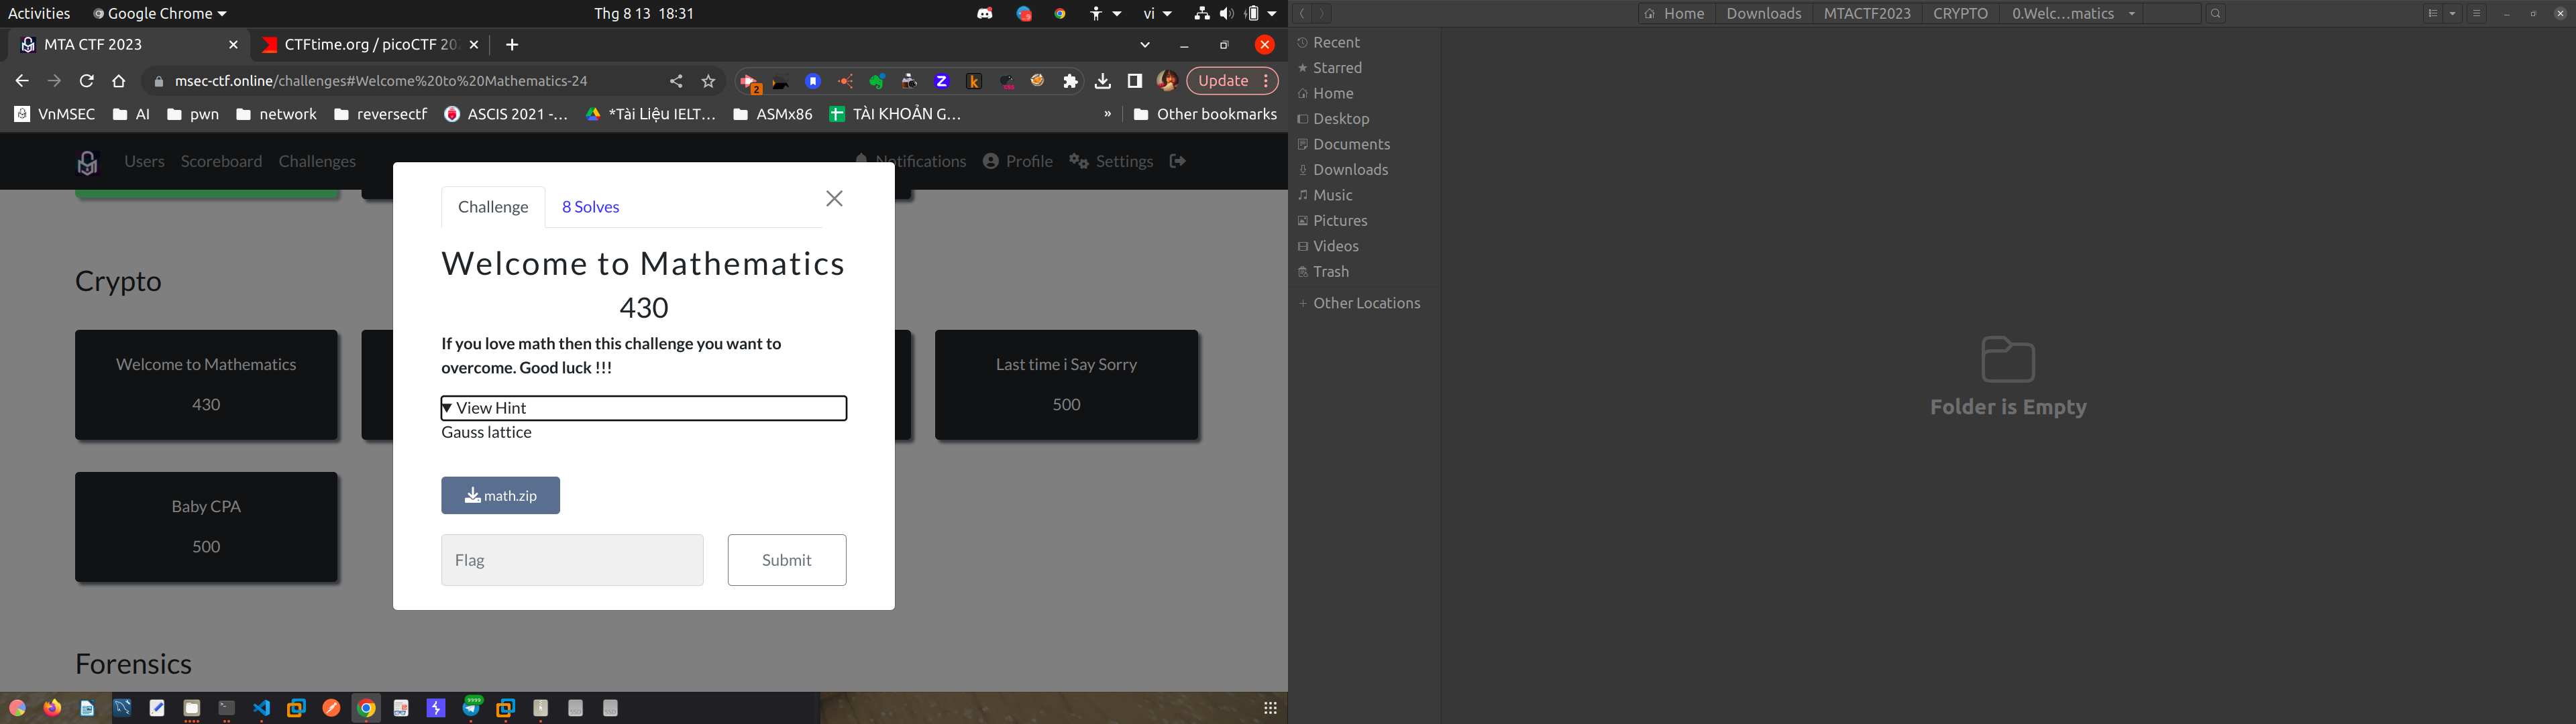 Activities Google Chrome Thg 8 13 18:31 vi
MTA CTF 2023 CTFtime.org / picoCTF 20
msec-ctf.online/challenges#Welcome%20to%20Mathematics-24 2 Update
VnMSEC AI pwn network reversectf ASCIS 2021 -... *Tài Liệu IELT... ASMx86 TÀI KHOẢN G... » Other bookmarks
Users Scoreboard Challenges Notifications Profile Settings
Challenge 8 Solves
Welcome to Mathematics
430
If you love math then this challenge you want to
overcome. Good luck !!!
View Hint
Gauss lattice
math.zip
Flag Submit
Crypto
Welcome to Mathematics
430
Last time i Say Sorry
500
Baby CPA
500
Forensics
Home Downloads MTACTF2023 CRYPTO 0.Welc...matics
Recent
Starred
Home
Desktop
Documents
Downloads
Music
Pictures
Videos
Trash
+ Other Locations
Folder is Empty